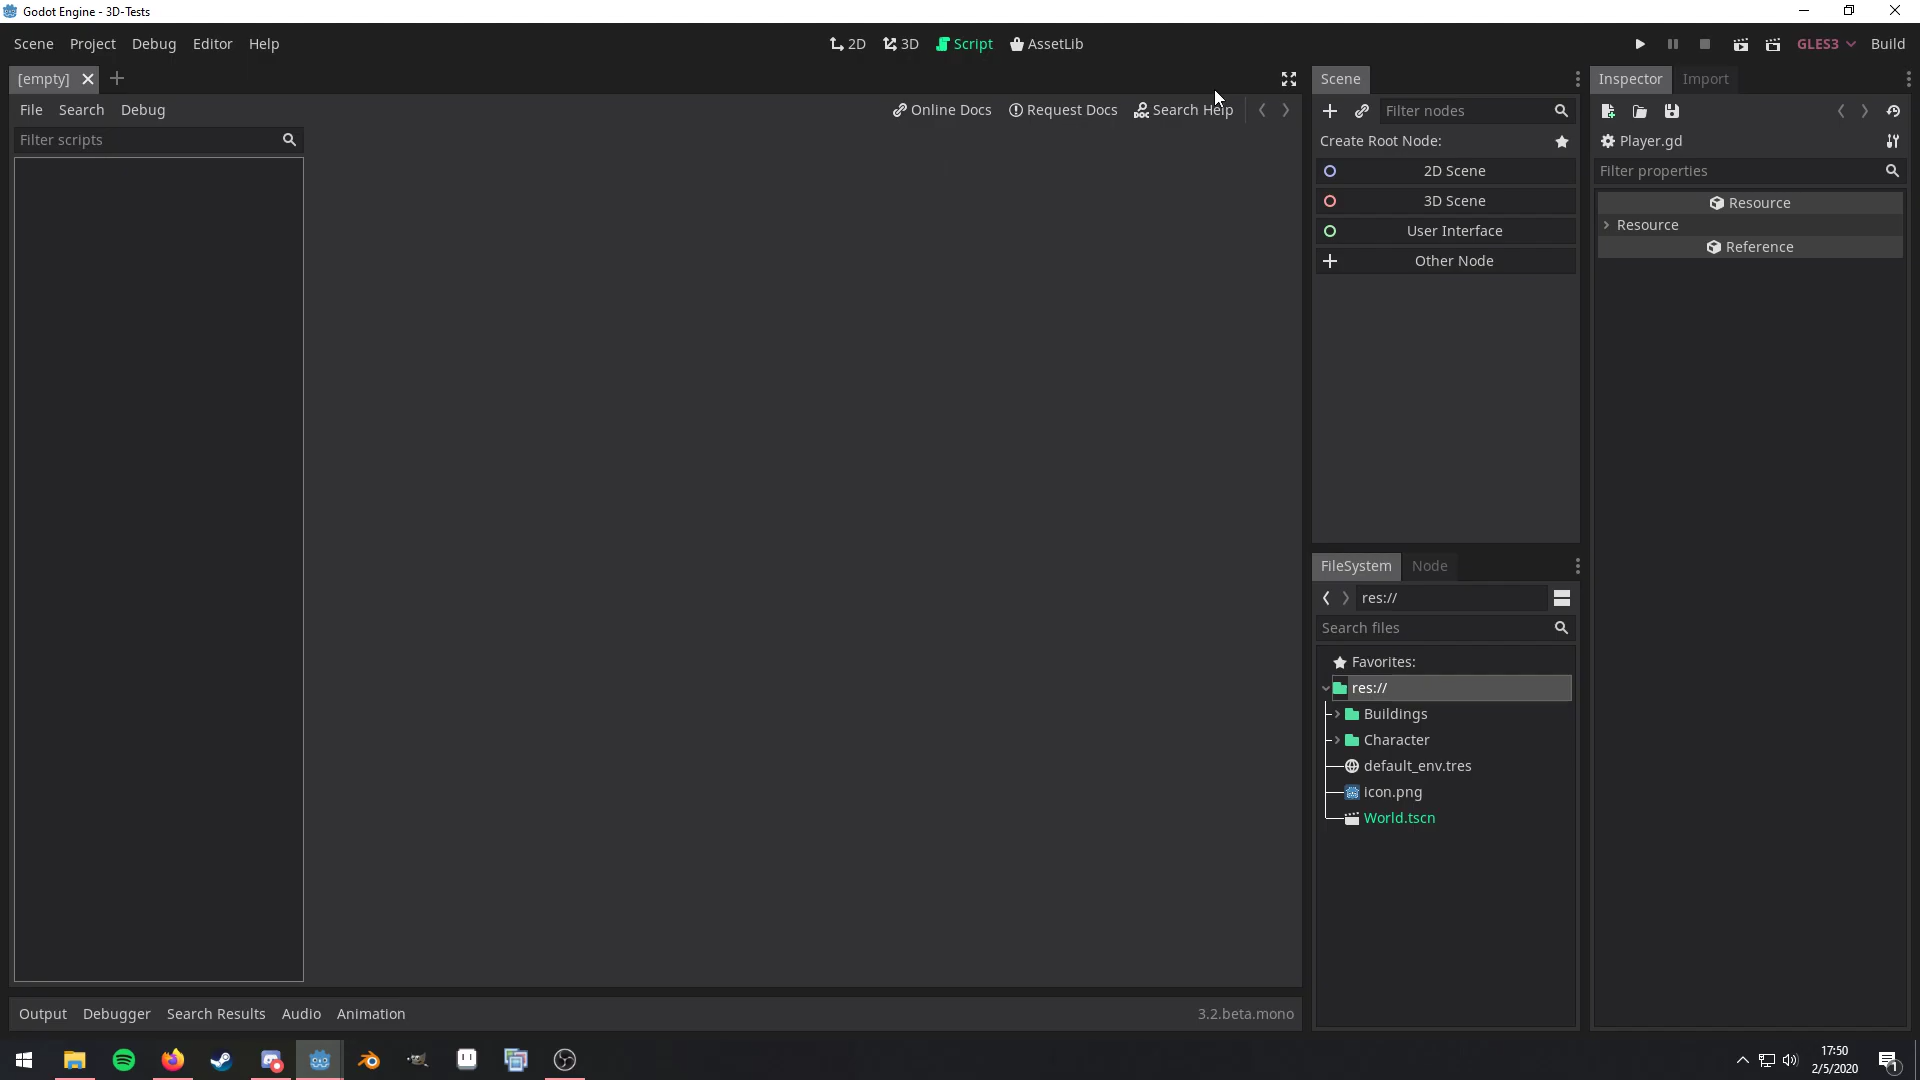 Godot Engine - 3D-Tests
Scene Project Debug Editor Help
2D 3D Script AssetLib
GLES3 Build
[empty]
File Search Debug
Online Docs Request Docs Search Help
Filter scripts
Output Debugger Search Results Audio Animation
3.2.beta.mono
Scene
Filter nodes
Create Root Node:
2D Scene
3D Scene
User Interface
Other Node
FileSystem Node
res://
Search files
Favorites:
res://
Buildings
Character
default_env.tres
icon.png
World.tscn
Inspector Import
Player.gd
Filter properties
Resource
Resource
Reference
17:50
2/5/2020
1